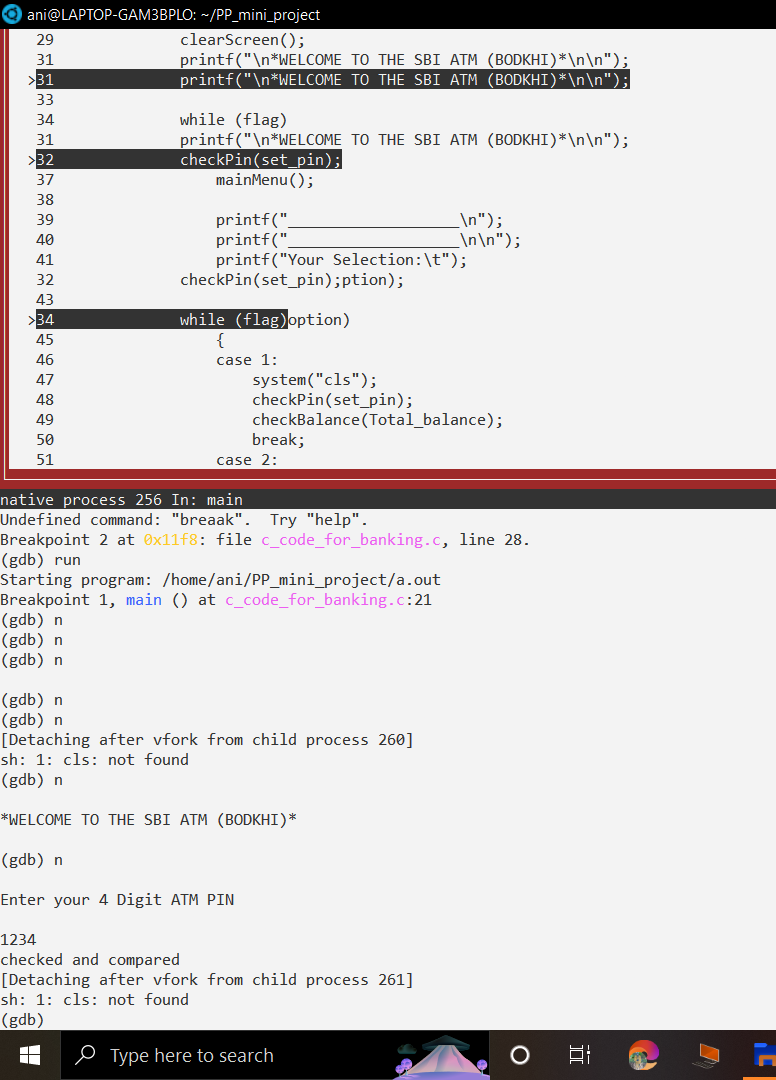 ani@LAPTOP-GAM3BPLO: ~/PP_mini_project
29 clearScreen();
31 printf("\n*WELCOME TO THE SBI ATM (BODKHI)*\n\n");
>31 printf("\n*WELCOME TO THE SBI ATM (BODKHI)*\n\n");
33
34 while (flag)
31 printf("\n*WELCOME TO THE SBI ATM (BODKHI)*\n\n");
>32 checkPin(set_pin);
37 mainMenu();
38
39 printf("___________________\n");
40 printf("___________________\n\n");
41 printf("Your Selection:\t");
32 checkPin(set_pin);ption);
43
>34 while (flag)option)
45 {
46 case 1:
47 system("cls");
48 checkPin(set_pin);
49 checkBalance(Total_balance);
50 break;
51 case 2:
native process 256 In: main
Undefined command: "breaak". Try "help".
Breakpoint 2 at 0x11f8: file c_code_for_banking.c, line 28.
(gdb) run
Starting program: /home/ani/PP_mini_project/a.out
Breakpoint 1, main () at c_code_for_banking.c:21
(gdb) n
(gdb) n
(gdb) n
(gdb) n
(gdb) n
[Detaching after vfork from child process 260]
sh: 1: cls: not found
(gdb) n
*WELCOME TO THE SBI ATM (BODKHI)*
(gdb) n
Enter your 4 Digit ATM PIN
1234
checked and compared
[Detaching after vfork from child process 261]
sh: 1: cls: not found
(gdb)
Type here to search